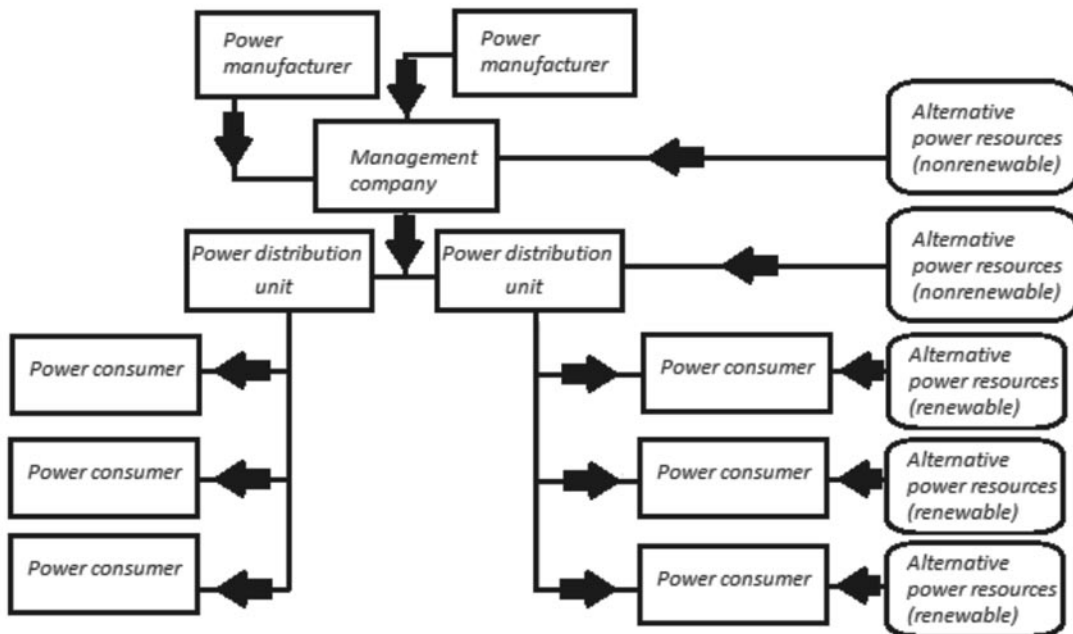 Power
manufacturer
Power
manufacturer
Alternative
power resources
(nonrenewable)
Management
company
Power distribution
unit
Power distribution
unit
Alternative
power resources
(nonrenewable)
Power consumer
Power consumer
Alternative
power resources
(renewable)
Power consumer
Power consumer
Alternative
power resources
(renewable)
Power consumer
Power consumer
Alternative
power resources
(renewable)